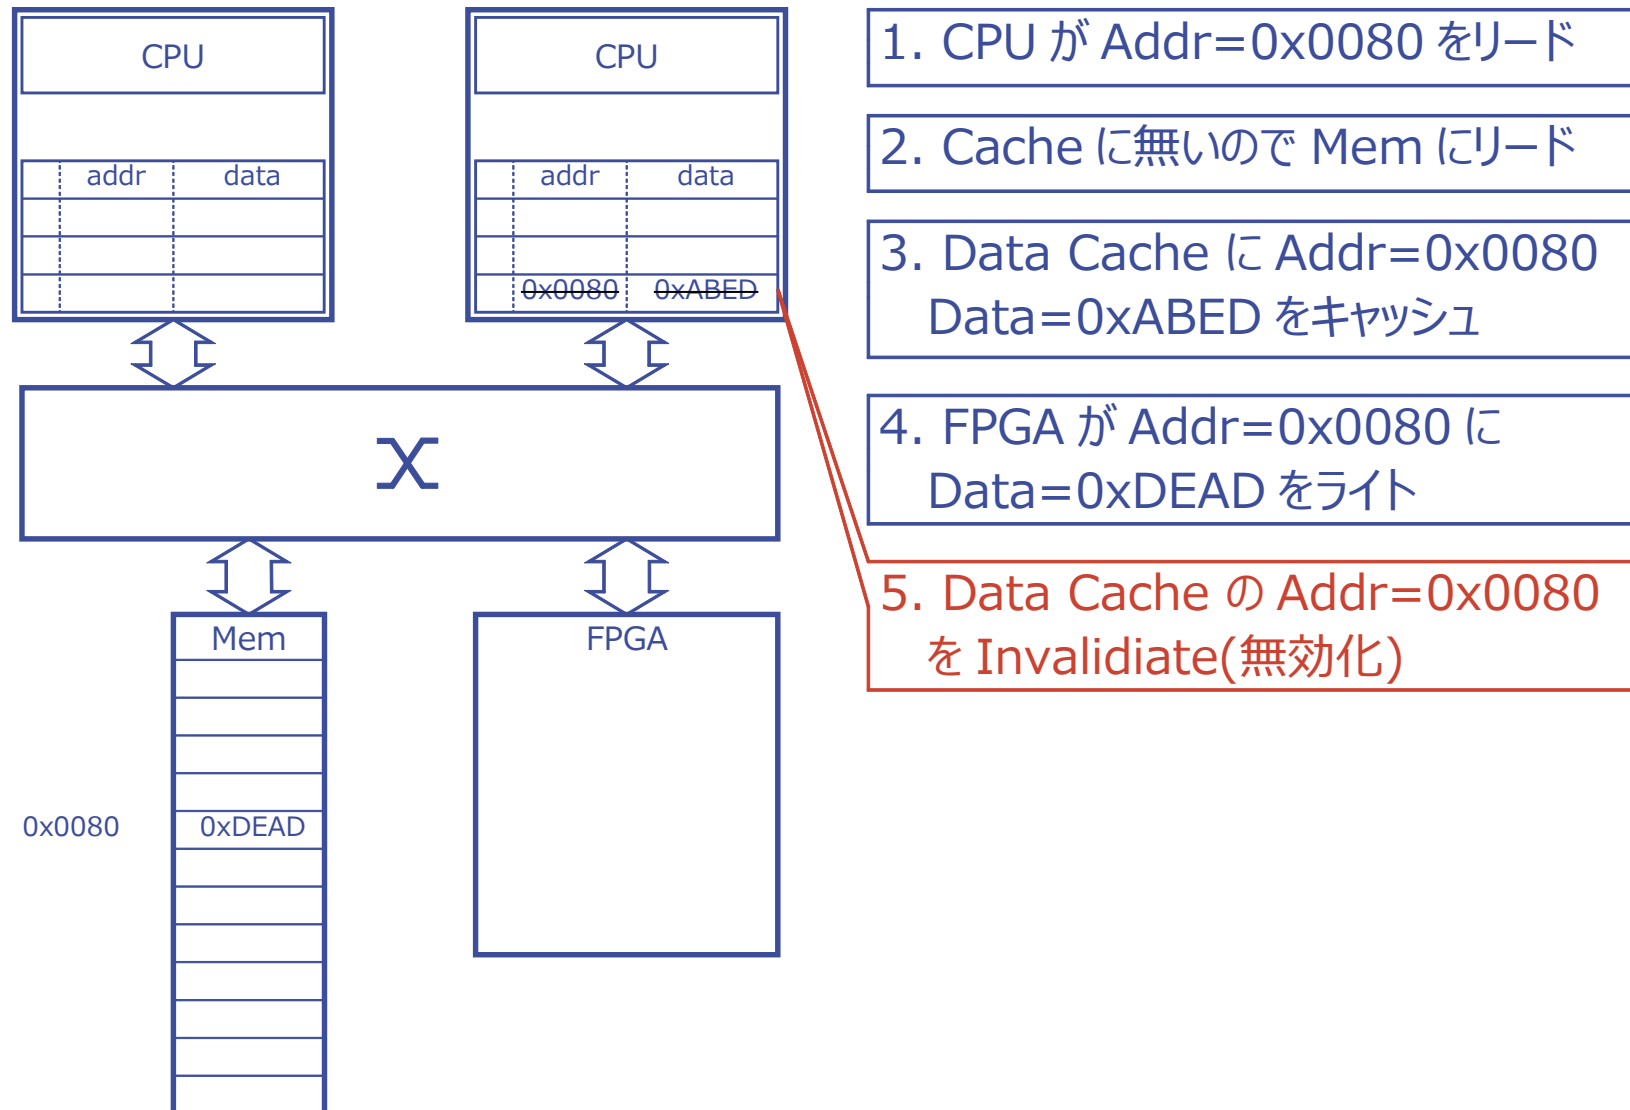 CPU
addr data
CPU
addr data
0x0080 0xABED
Mem
0x0080 0xDEAD
FPGA
1. CPU が Addr=0x0080 をリード
2. Cache に無いので Mem にリード
3. Data Cache に Addr=0x0080
Data=0xABED をキャッシュ
4. FPGA が Addr=0x0080 に
Data=0xDEAD をライト
5. Data Cache の Addr=0x0080
を Invalidiate(無効化)